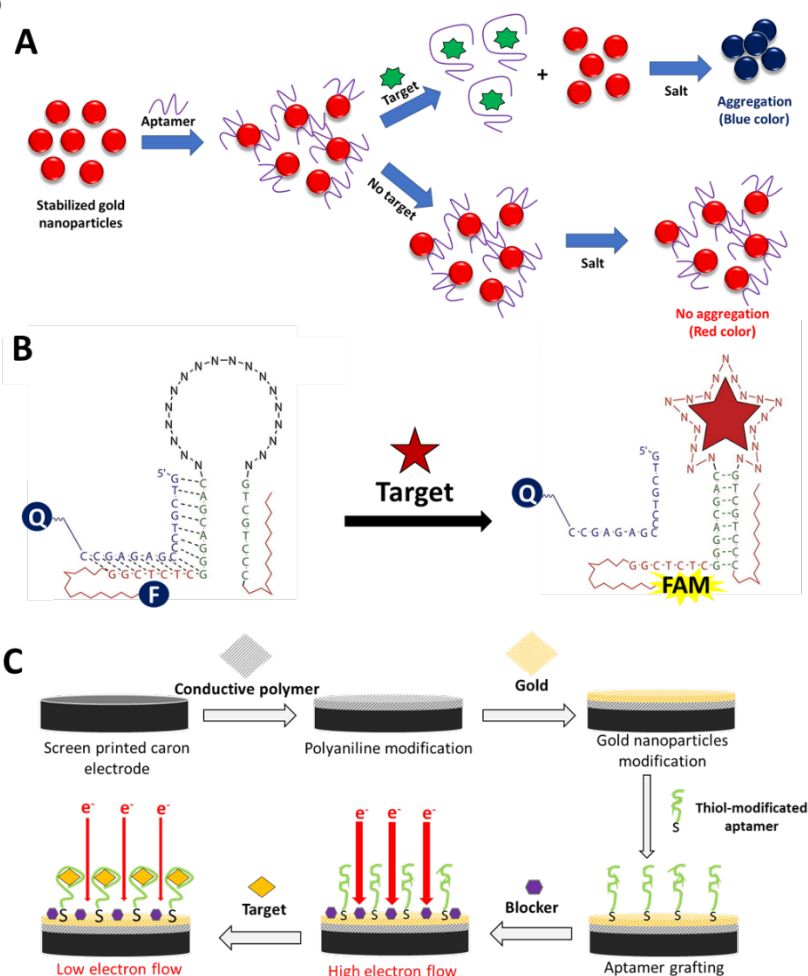 A
Aptamer
Stabilized gold
nanoparticles
Target
No target
+
Salt
Aggregation
(Blue color)
Salt
No aggregation
(Red color)
B
5'
G T C G T C C
C C G A G A G
C A G C A G G G
G T C G T C C C
G G C T C T C
Q
F
Target
5'
G T C G T C C
C C G A G A G
C A G C A G G G
G T C G T C C C
G G C T C T C
Q
FAM
C
Conductive polymer
Gold
Screen printed caron
electrode
Polyaniline modification
Gold nanoparticles
modification
Thiol-modificated
aptamer
S
e- e- e-
e- e- e-
S S S S
S S S S
S S S S
Target
Blocker
Low electron flow
High electron flow
Aptamer grafting